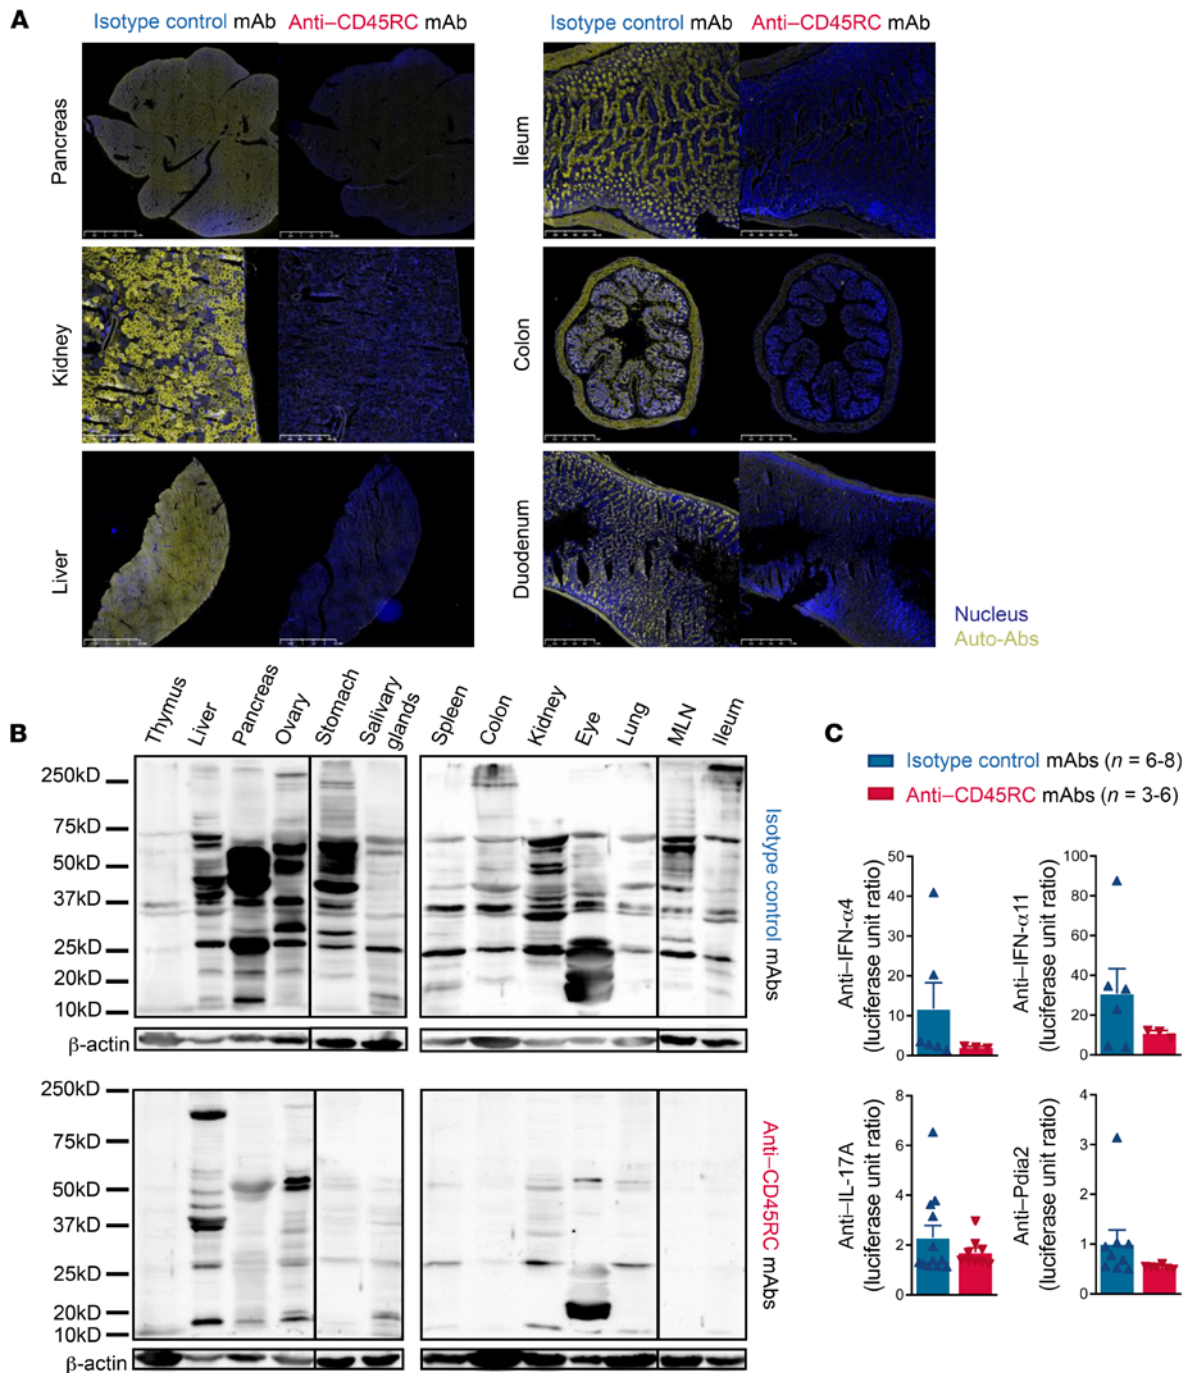 A
Isotype control mAb Anti–CD45RC mAb
Isotype control mAb Anti–CD45RC mAb
Pancreas
Kidney
Liver
Ileum
Colon
Duodenum
Nucleus
Auto-Abs
B
Thymus
Liver
Pancreas
Ovary
Stomach
Salivary
glands
Spleen
Colon
Kidney
Eye
Lung
MLN
Ileum
250kD
75kD
50kD
37kD
25kD
20kD
10kD
β-actin
Isotype control mAbs
250kD
75kD
50kD
37kD
25kD
20kD
10kD
β-actin
Anti–CD45RC mAbs
C
Isotype control mAbs (n = 6-8)
Anti–CD45RC mAbs (n = 3-6)
Anti–IFN-α4
(luciferase unit ratio)
50
40
20
10
0
Anti–IFN-α11
(luciferase unit ratio)
100
80
60
40
20
0
Anti–IL-17A
(luciferase unit ratio)
8
6
4
2
0
Anti–Pdia2
(luciferase unit ratio)
4
3
2
1
0